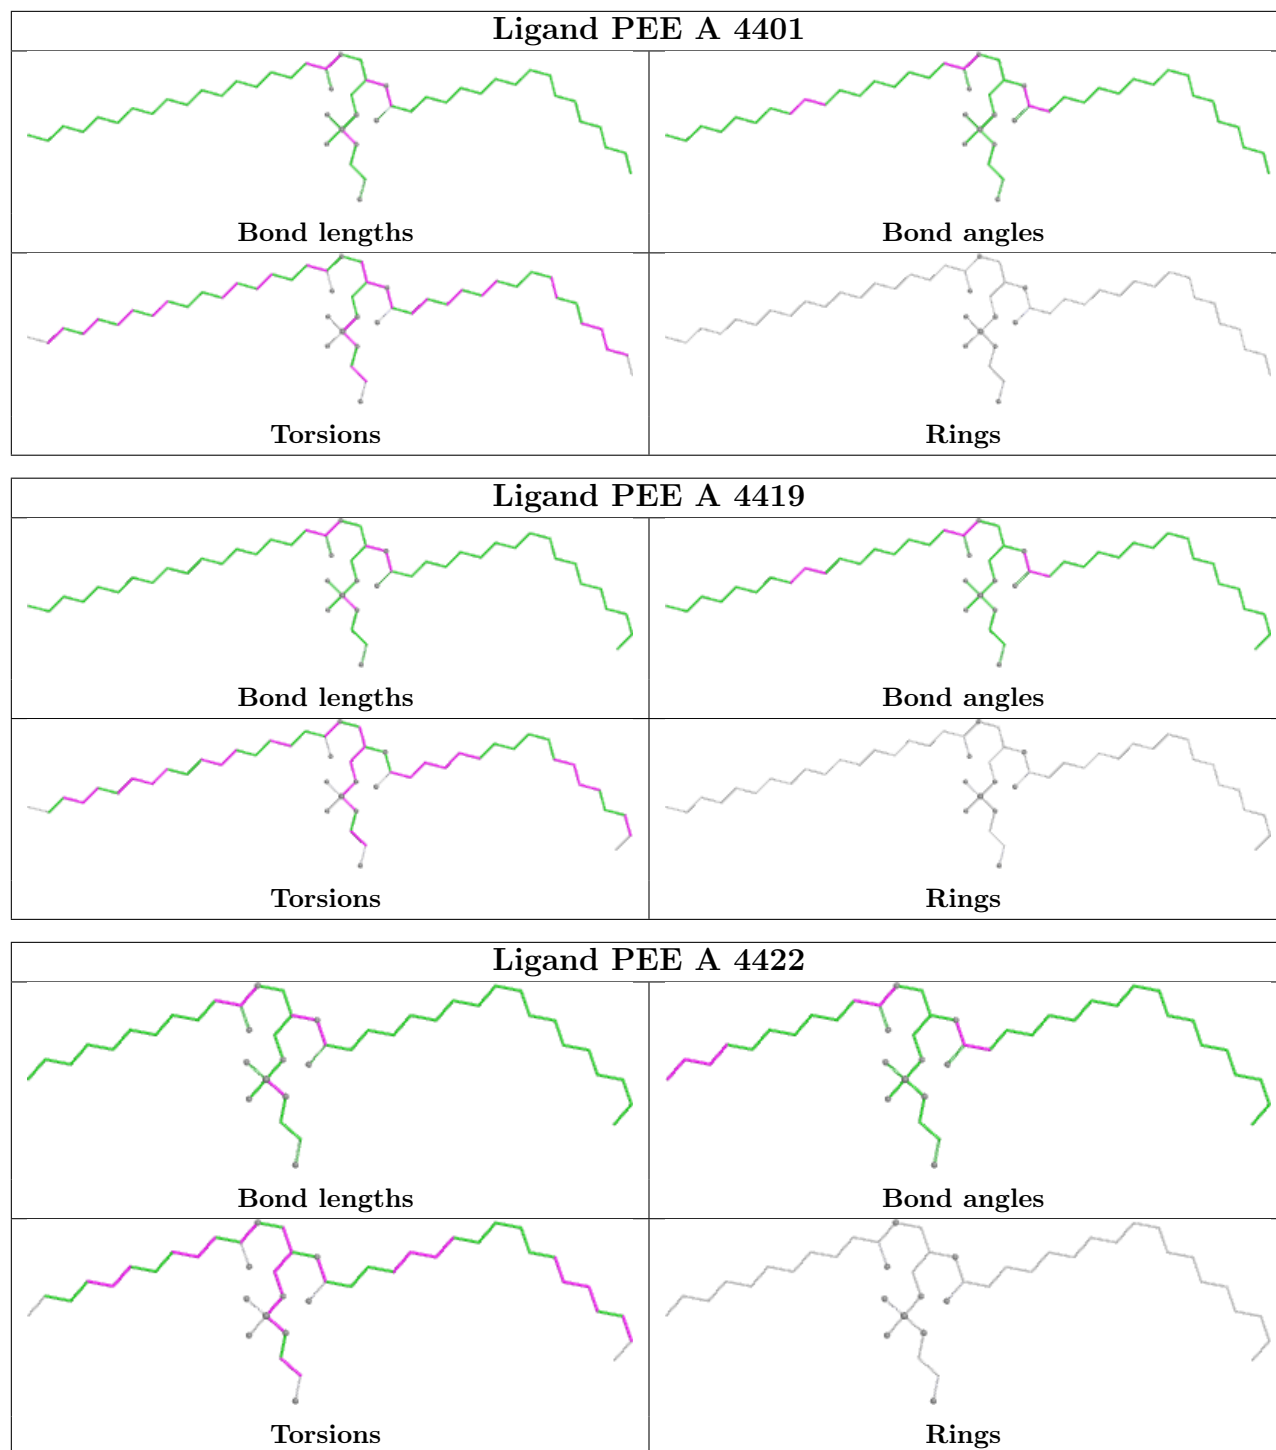 Ligand PEE A 4401
Bond lengths
Bond angles
Torsions
Rings
Ligand PEE A 4419
Bond lengths
Bond angles
Torsions
Rings
Ligand PEE A 4422
Bond lengths
Bond angles
Torsions
Rings